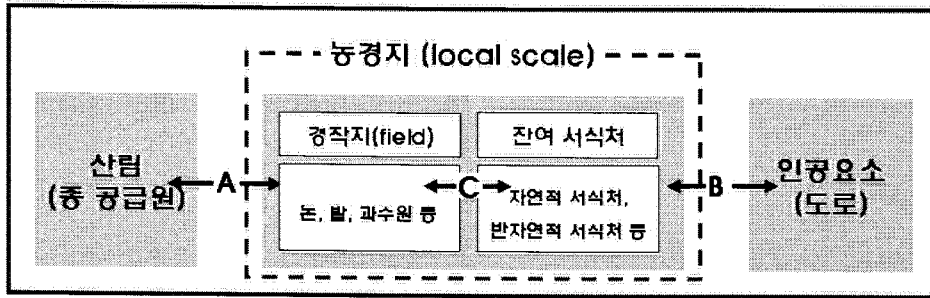 농경지 (local scale)
산림
(종 공급원)
A
경작지(field)
논, 밭, 과수원 등
C
잔여 서식처
자연적 서식처,
반자연적 서식처 등
B
인공요소
(도로)